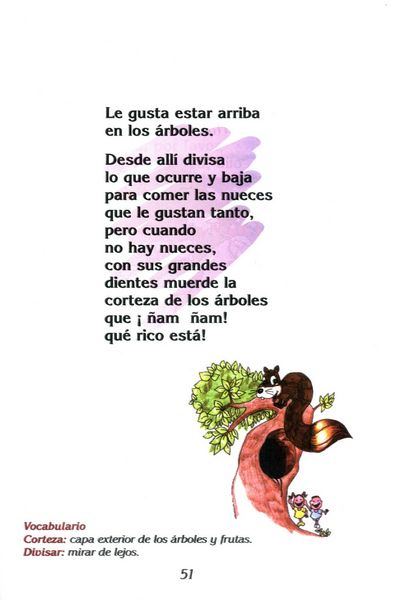 Le gusta estar arriba
en los árboles.
Desde allí divisa
lo que ocurre y baja
para comer las nueces
que le gustan tanto,
pero cuando
no hay nueces,
con sus grandes
dientes muerde la
corteza de los árboles
que ¡ ñam ñam!
qué rico está!
Vocabulario
Corteza: capa exterior de los árboles y frutas.
Divisar: mirar de lejos.
51